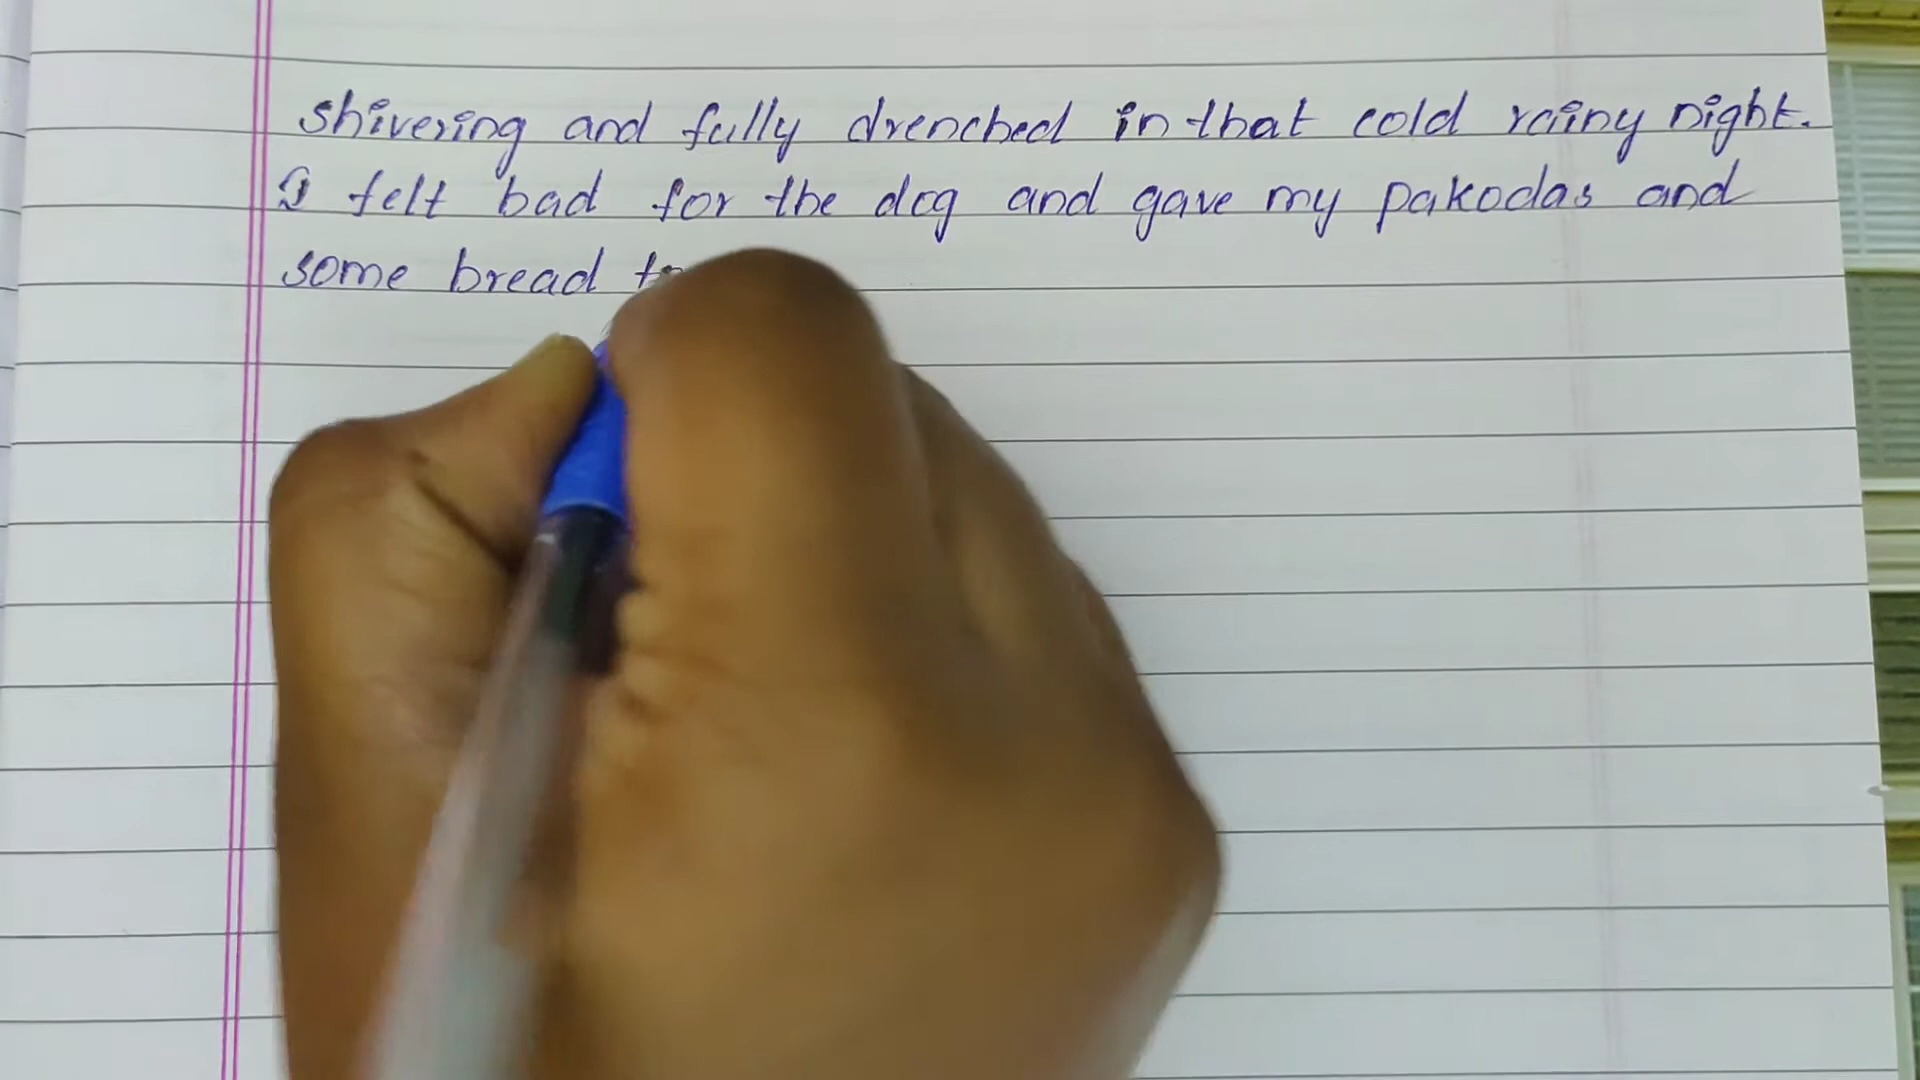 shivering and fully drenched in that cold rainy night.
I felt bad for the dog and gave my pakodas and
some bread to